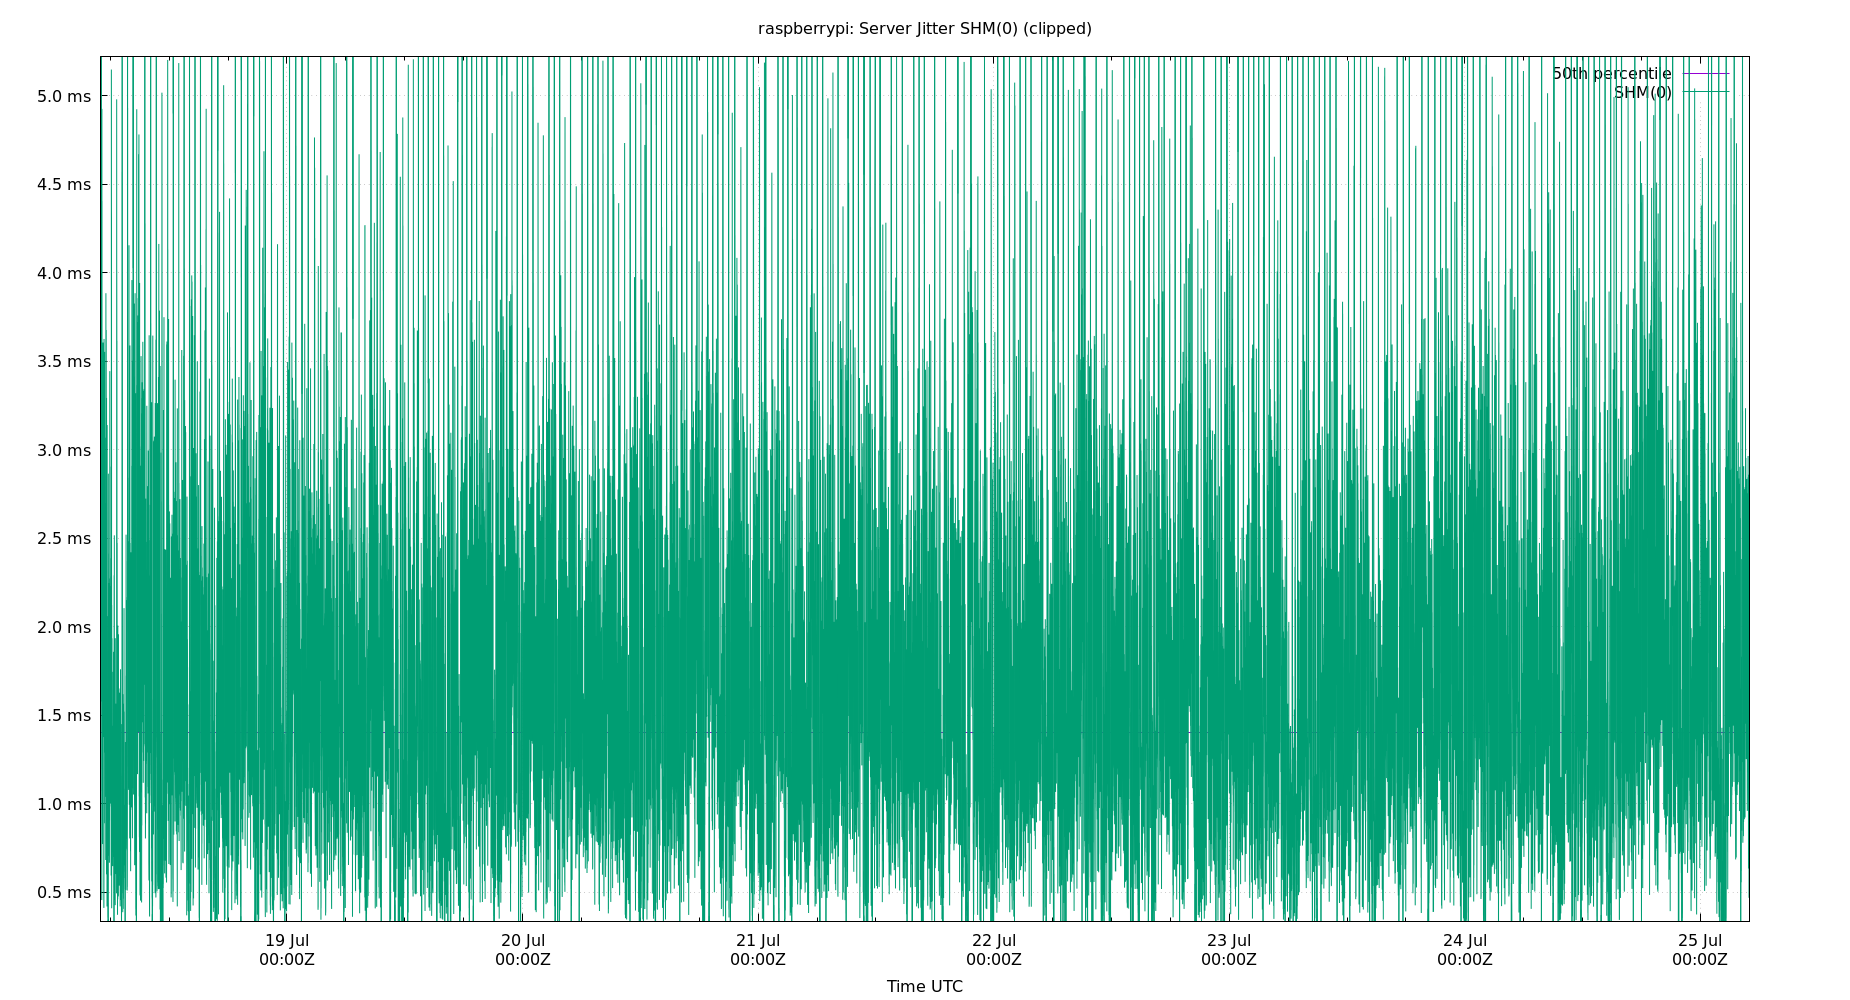 raspberrypi: Server Jitter SHM(0) (clipped)
50th percentile
SHM(0)
5.0 ms
4.5 ms
4.0 ms
3.5 ms
3.0 ms
2.5 ms
2.0 ms
1.5 ms
1.0 ms
0.5 ms
19 Jul 20 Jul 21 Jul 22 Jul 23 Jul 24 Jul 25 Jul
00:00Z 00:00Z 00:00Z 00:00Z 00:00Z 00:00Z 00:00Z
Time UTC